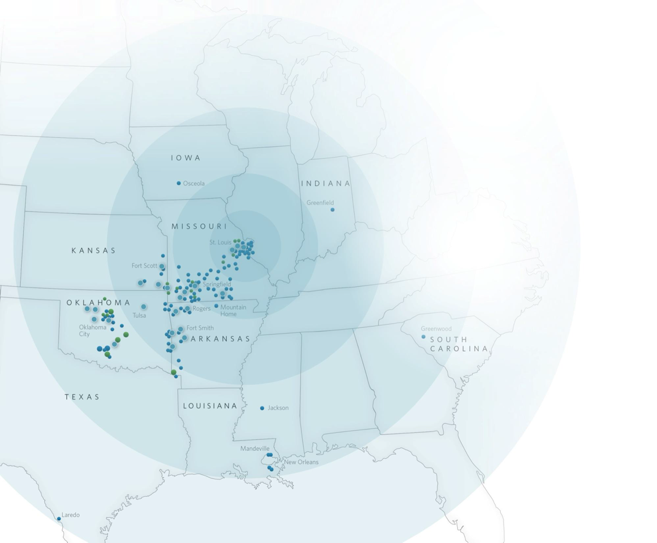 IOWA
Osceola
INDIANA
Greenfield
MISSOURI
St. Louis
KANSAS
Fort Scott
Springfield
OKLAHOMA
Rogers
Mountain
Home
Tulsa
Oklahoma
City
Fort Smith
ARKANSAS
Greenwood
SOUTH
CAROLINA
TEXAS
LOUISIANA
Jackson
Mandeville
New Orleans
Laredo